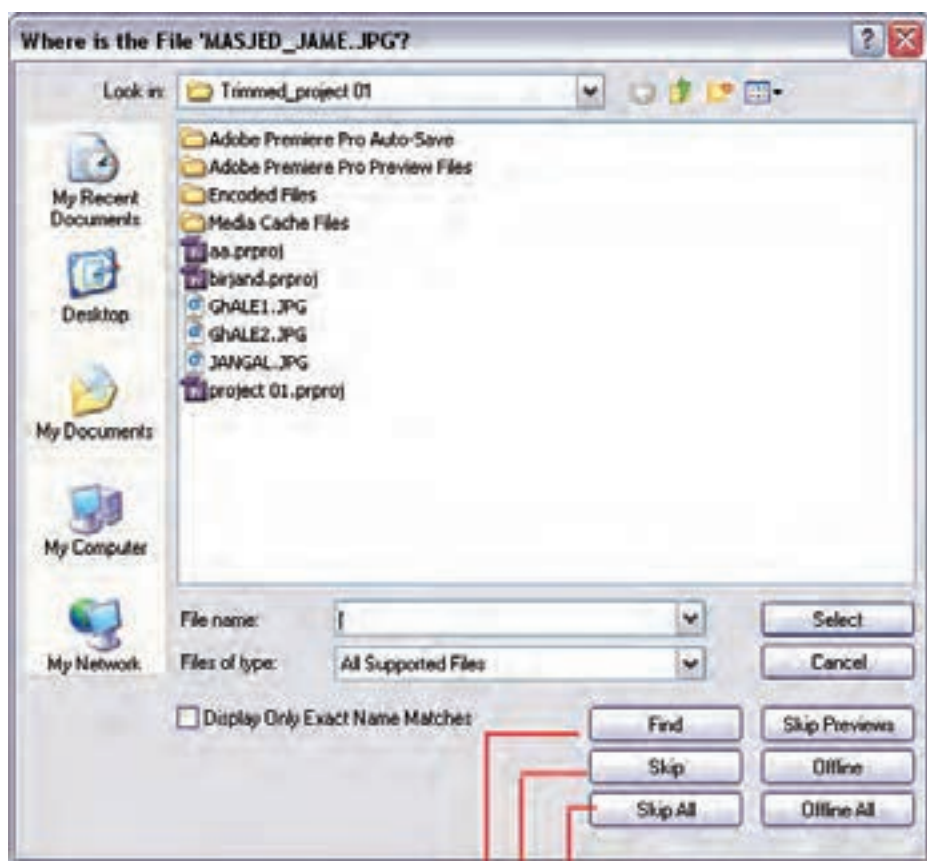 Where is the File 'MASJED_JAME.JPG'?
Look in: Trimmed_project 01
My Recent Documents
Desktop
My Documents
My Computer
My Network
Adobe Premiere Pro Auto-Save
Adobe Premiere Pro Preview Files
Encoded Files
Media Cache Files
aa.prproj
birjand.prproj
GhALE1.JPG
GhALE2.JPG
JANGAL.JPG
project 01.prproj
File name:
Select
Files of type: All Supported Files
Cancel
Display Only Exact Name Matches
Find
Skip Previews
Skip
Offline
Skip All
Offline All